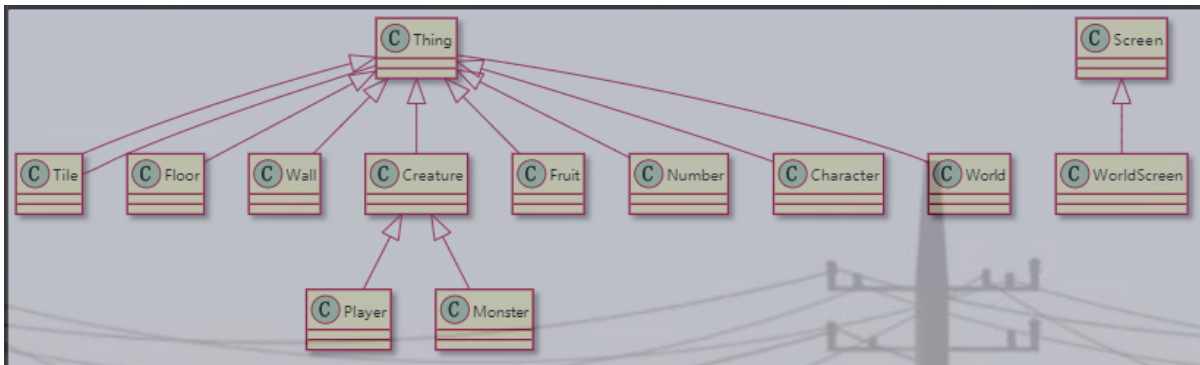 C Thing
C Screen
C Tile
C Floor
C Wall
C Creature
C Fruit
C Number
C Character
C World
C WorldScreen
C Player
C Monster